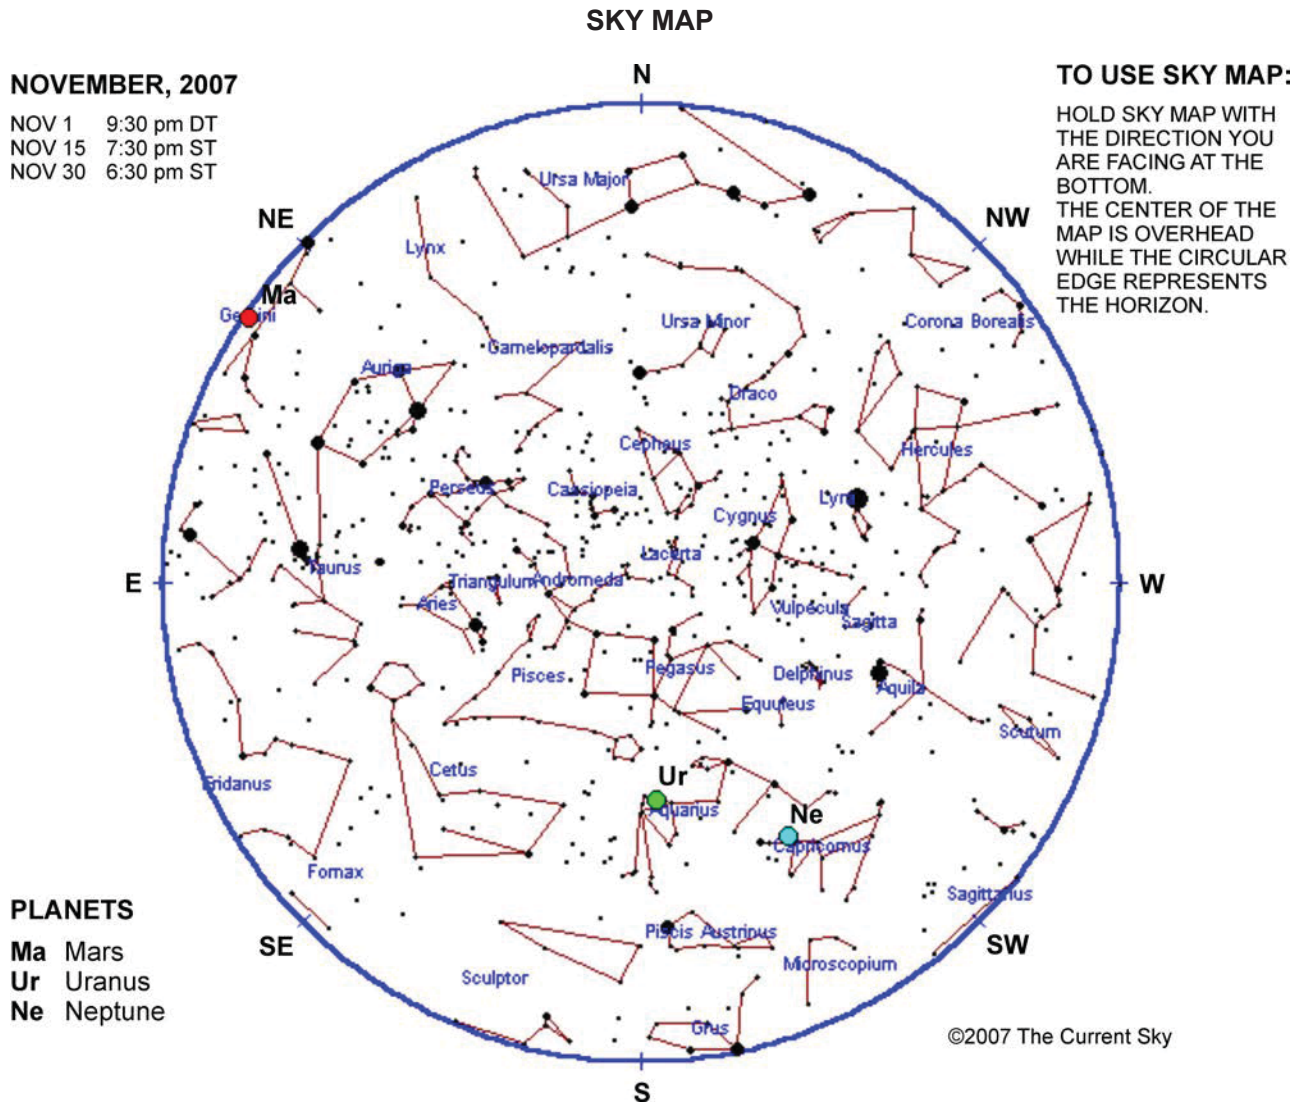 SKY MAP
NOVEMBER, 2007
NOV 1 9:30 pm DT
NOV 15 7:30 pm ST
NOV 30 6:30 pm ST
TO USE SKY MAP:
HOLD SKY MAP WITH
THE DIRECTION YOU
ARE FACING AT THE
BOTTOM.
THE CENTER OF THE
MAP IS OVERHEAD
WHILE THE CIRCULAR
EDGE REPRESENTS
THE HORIZON.
N
NE
NW
Ursa Major
Lynx
Ma
Gemini
Ursa Minor
Corona Borealis
Camelopardalis
Auriga
Draco
Cepheus
Hercules
Perseus
Cassiopeia
Lyra
Cygnus
Lacerta
Taurus
Triangulum
Andromeda
E
W
Aries
Vulpecula
Sagitta
Pisces
Pegasus
Delphinus
Aquila
Equuleus
Scutum
Cetus
Ur
Eridanus
Aquarius
Ne
Capricornus
Fornax
Sagittarius
Piscis Austrinus
SE
SW
Microscopium
Sculptor
Grus
S
PLANETS
Ma Mars
Ur Uranus
Ne Neptune
©2007 The Current Sky